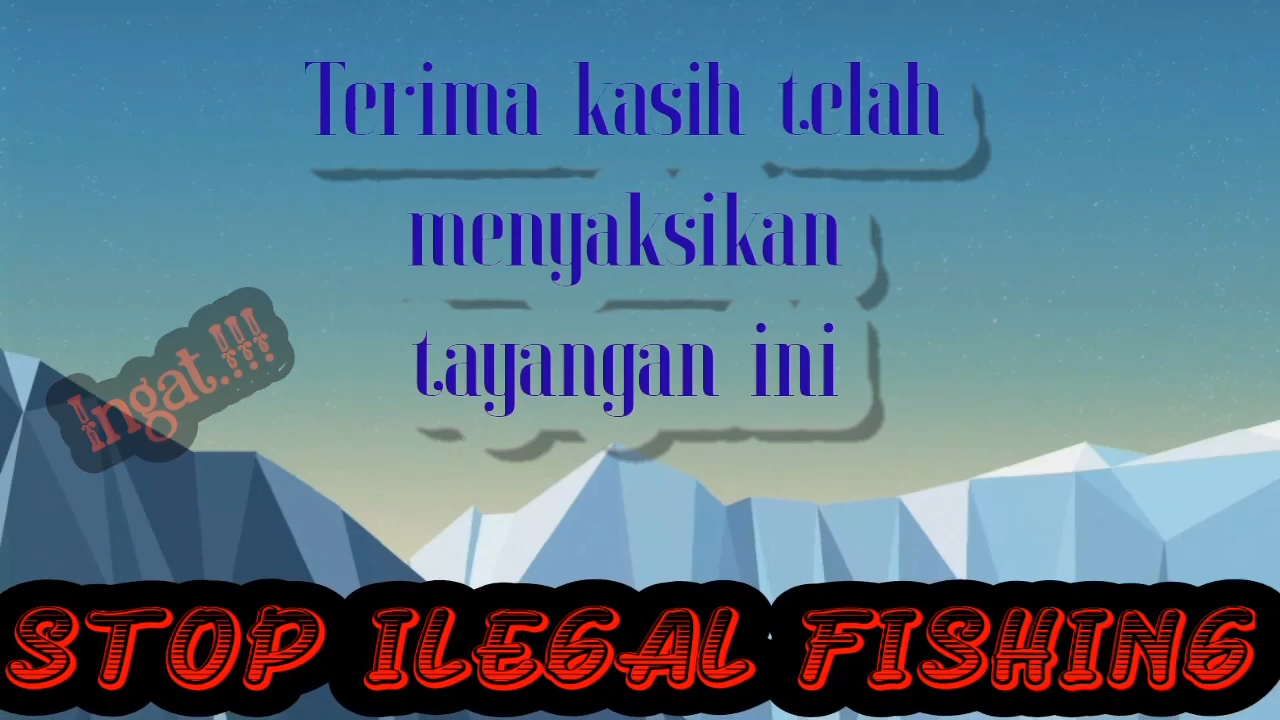 Terima kasih telah
menyaksikan
tayangan ini
Ingat.!!!
STOP ILEGAL FISHING